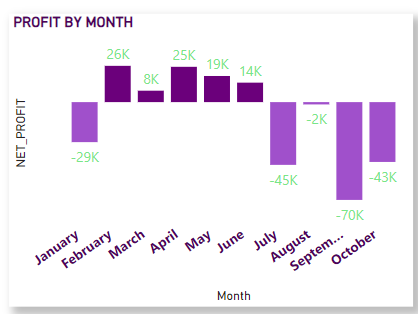 PROFIT BY MONTH
NET_PROFIT
26K
8K
25K
19K
14K
-29K
-45K
-2K
-70K
-43K
January
February
March
April
May
June
July
August
Septem...
October
Month